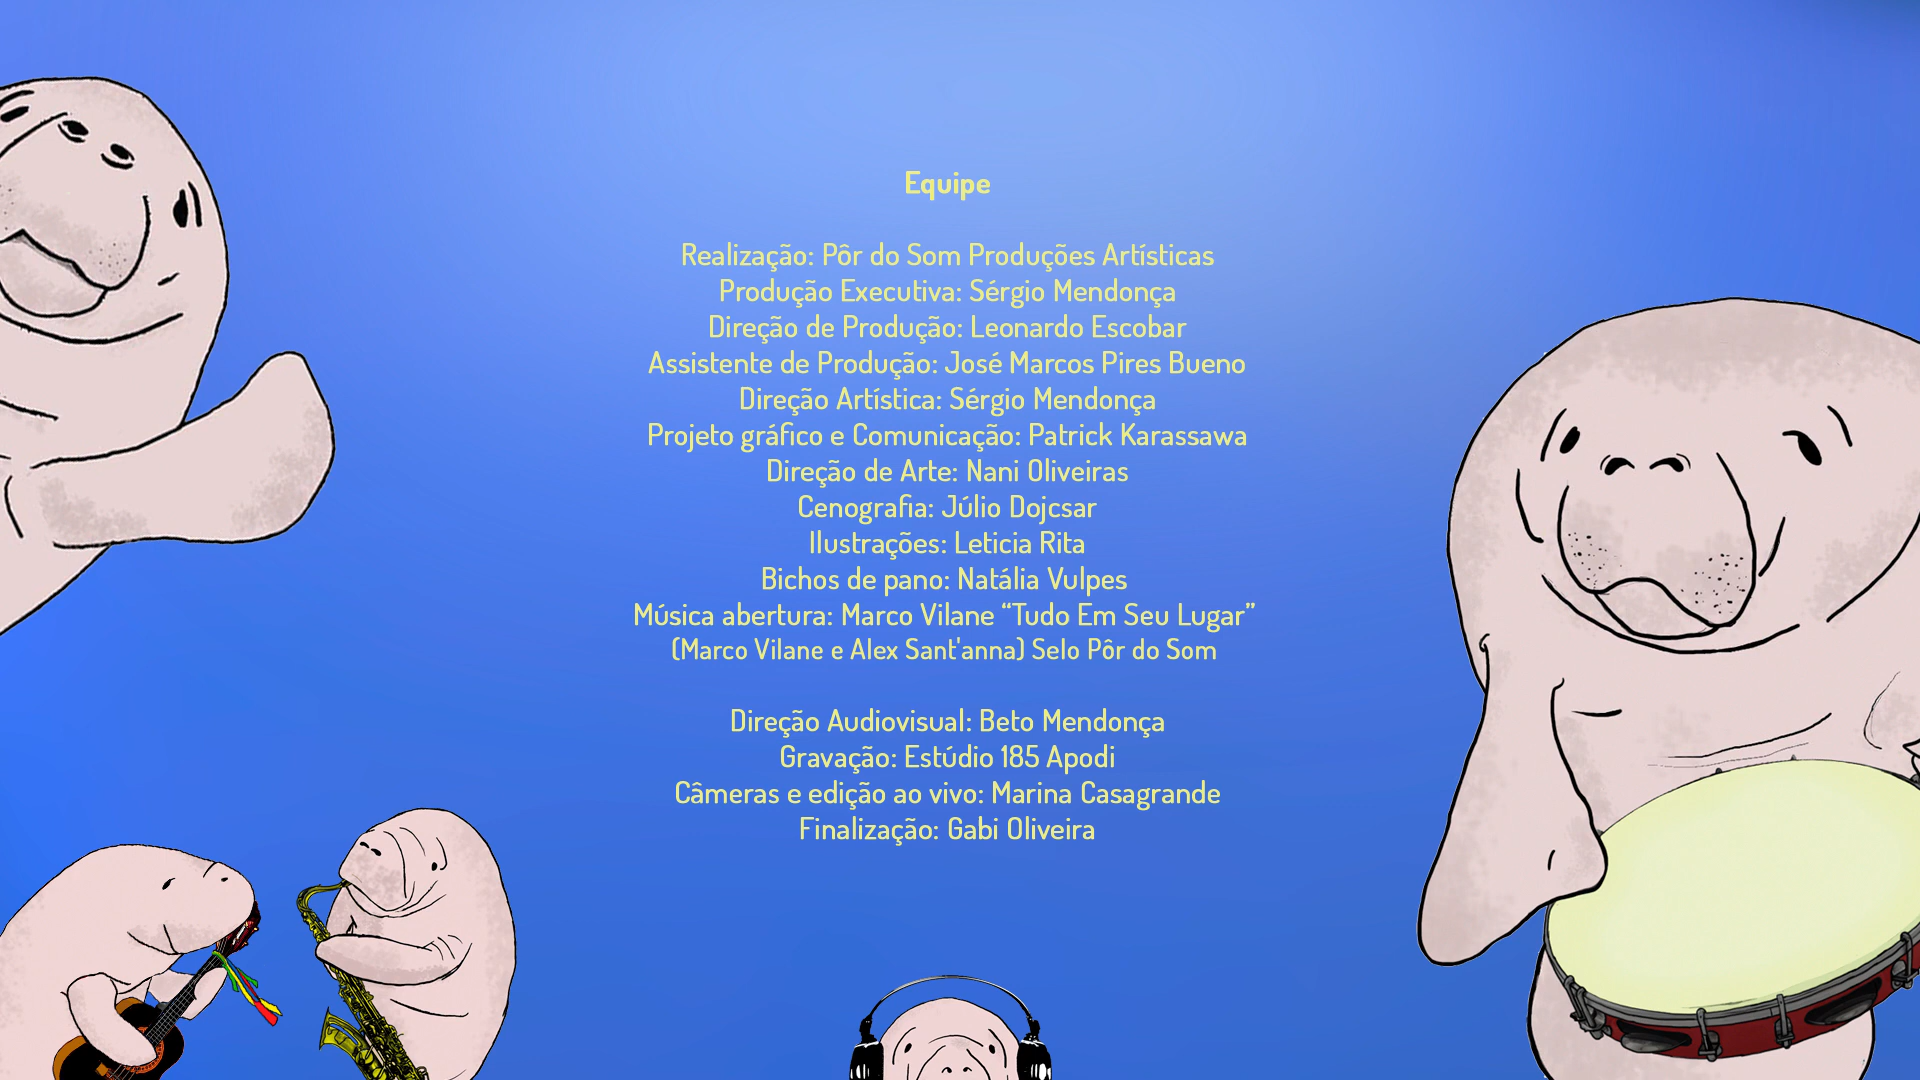 Equipe
Realização: Pôr do Som Produções Artísticas
Produção Executiva: Sérgio Mendonça
Direção de Produção: Leonardo Escobar
Assistente de Produção: José Marcos Pires Bueno
Direção Artística: Sérgio Mendonça
Projeto gráfico e Comunicação: Patrick Karassawa
Direção de Arte: Nani Oliveiras
Cenografia: Júlio Dojcsar
Ilustrações: Leticia Rita
Bichos de pano: Natália Vulpes
Música abertura: Marco Vilane “Tudo Em Seu Lugar”
(Marco Vilane e Alex Sant'anna) Selo Pôr do Som
Direção Audiovisual: Beto Mendonça
Gravação: Estúdio 185 Apodi
Câmeras e edição ao vivo: Marina Casagrande
Finalização: Gabi Oliveira